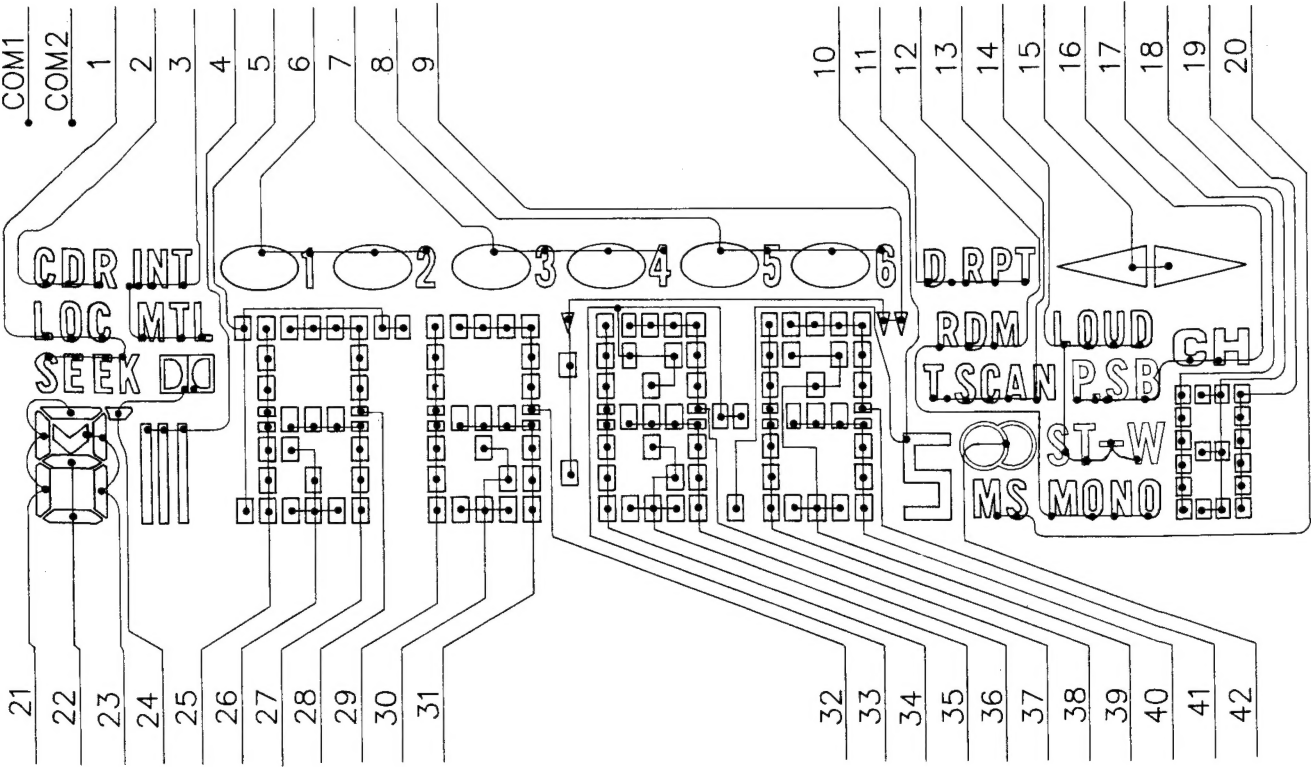 COM1 COM2 1 2 3 4 5 6 7 8 9 10 11 12 13 14 15 16 17 18 19 20
CDR INT 1 2 3 4 5 6 D.RPT
LOC MTL RDM LOUD CH
SEEK T.SCAN P.SB
ST-W
MS MONO
21 22 23 24 25 26 27 28 29 30 31 32 33 34 35 36 37 38 39 40 41 42